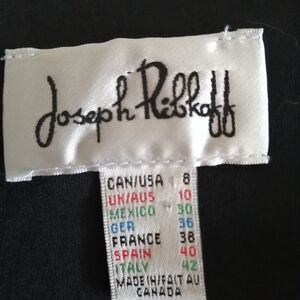 Joseph Ribkoff
CAN/USA 8
UK/AUS 10
MEXICO 30
GER 36
FRANCE 38
SPAIN 40
ITALY 42
MADE IN/FAIT AU
CANADA